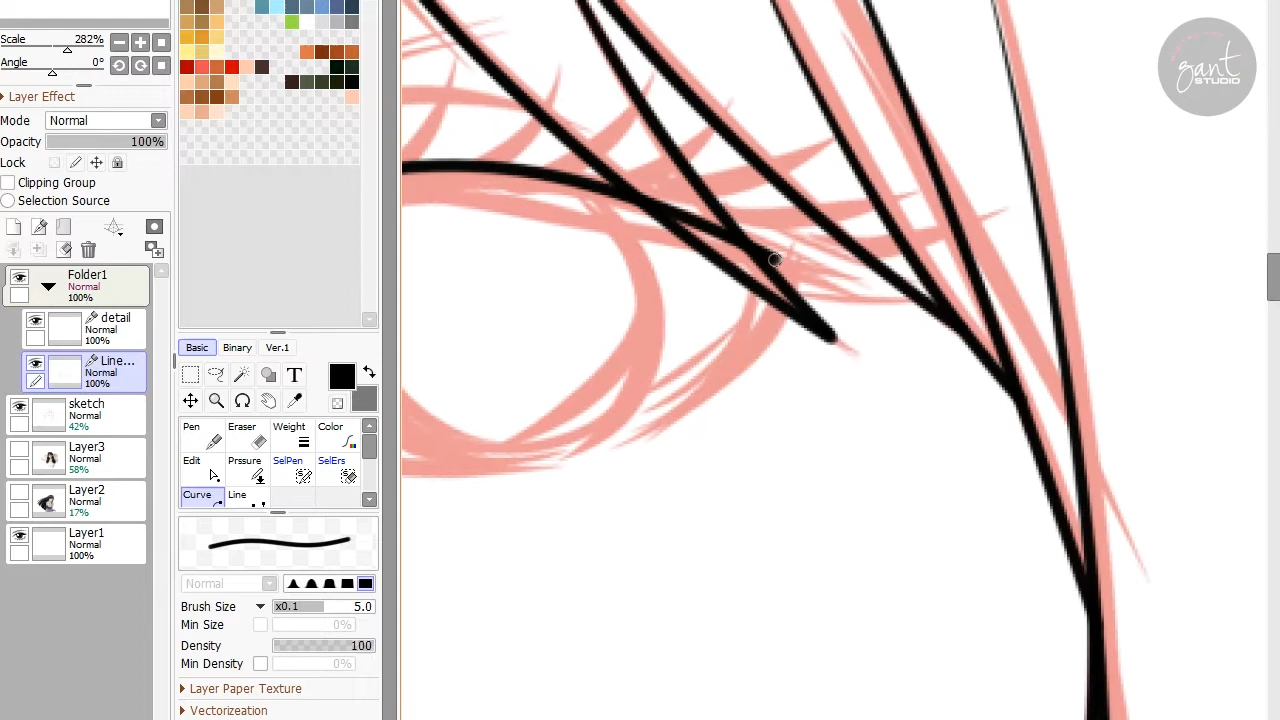 Scale 282%
Angle 0°
Layer Effect
Mode Normal
Opacity 100%
Lock
Clipping Group
Selection Source
Folder1
Normal
100%
detail
Normal
100%
Line...
Normal
100%
sketch
Normal
42%
Layer3
Normal
58%
Layer2
Normal
17%
Layer1
Normal
100%
Basic Binary Ver.1
T
Pen Eraser Weight Color
Edit Prssure SelPen SelErs
Curve Line
Normal
Brush Size x0.1 5.0
Min Size 0%
Density 100
Min Density 0%
Layer Paper Texture
Vectorizeation
gant
STUDIO